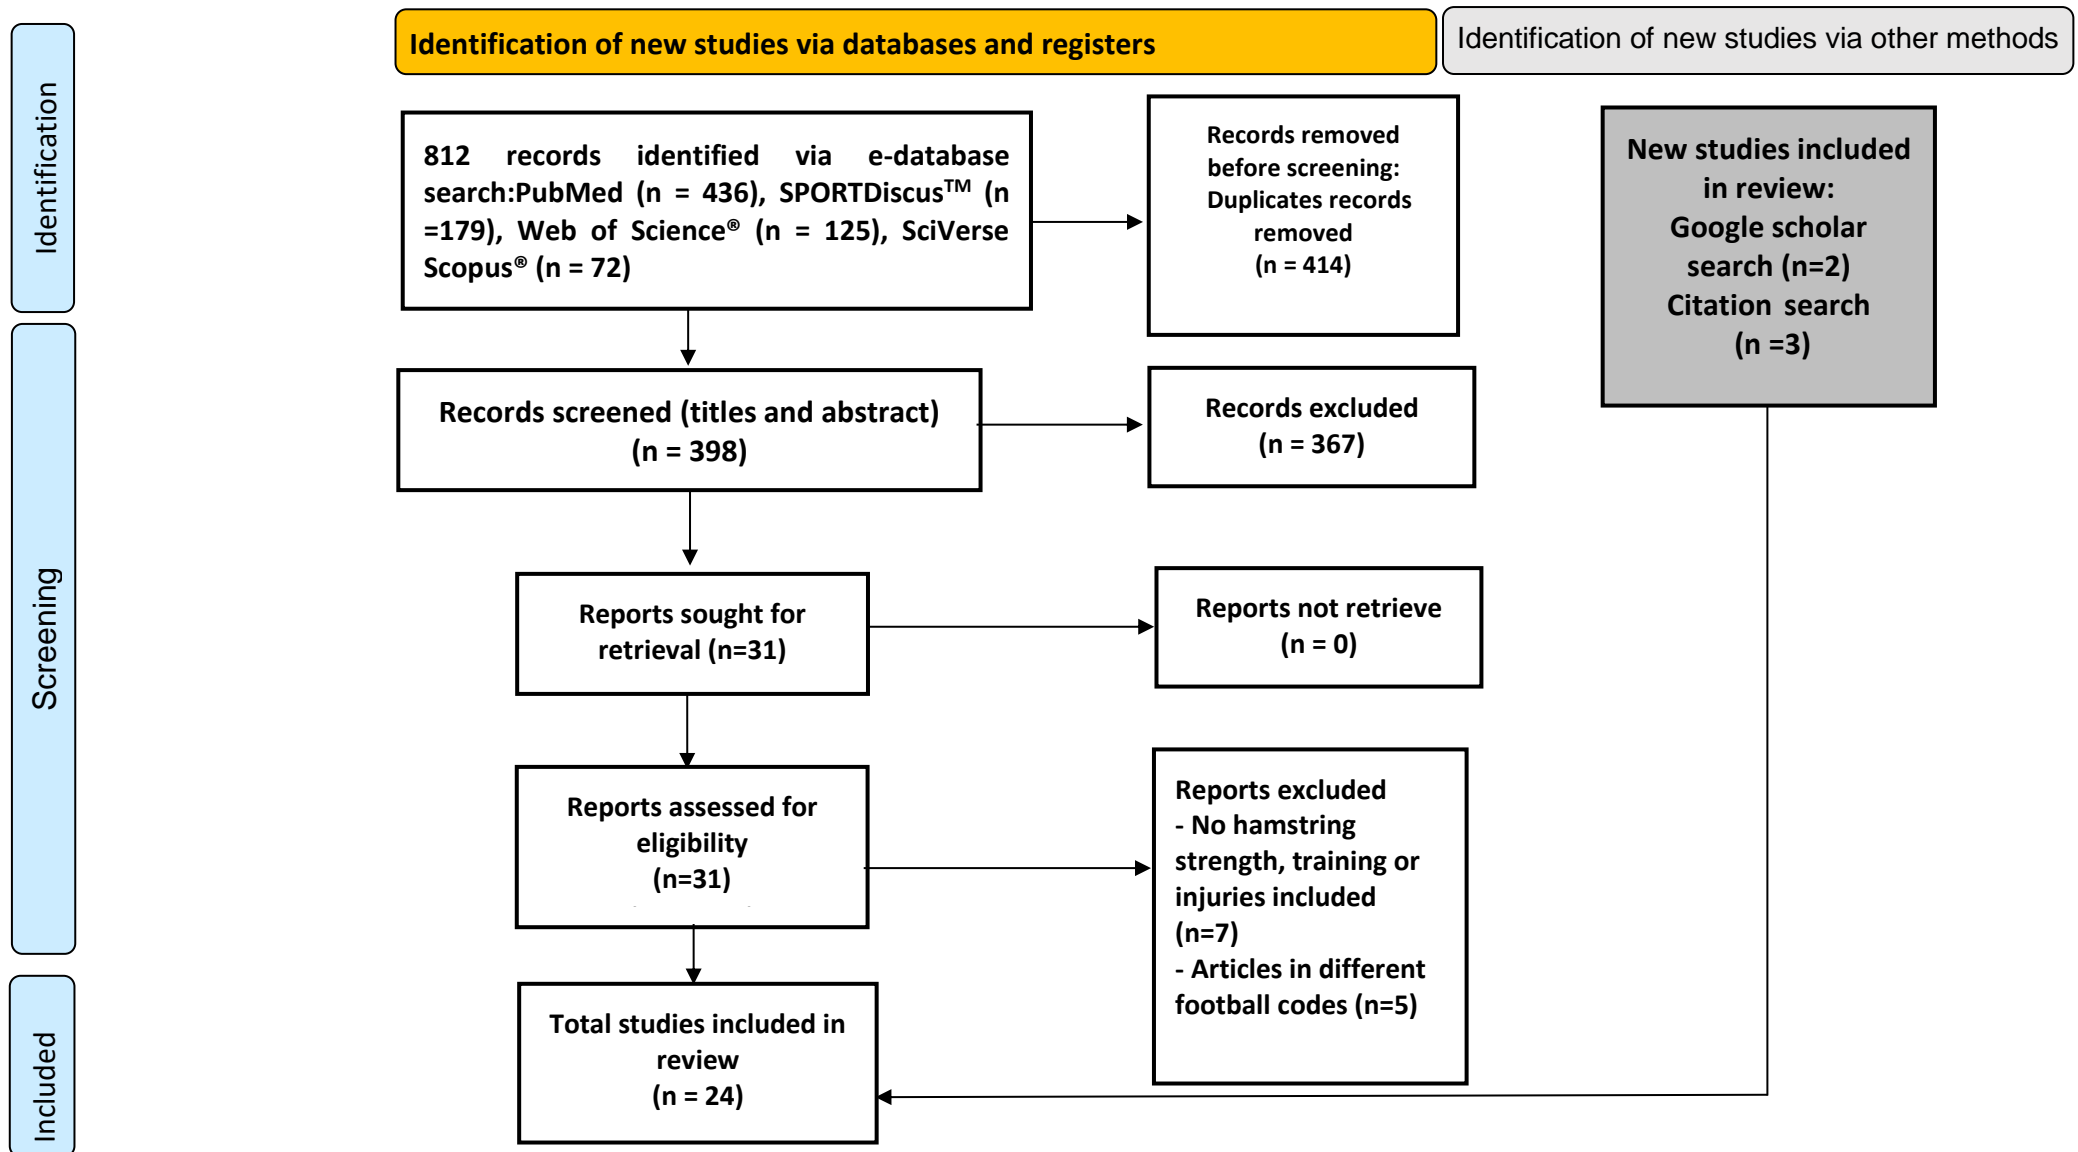 Identification of new studies via databases and registers
Identification of new studies via other methods
Identification
812 records identified via e-database
search:PubMed (n = 436), SPORTDiscus™ (n
=179), Web of Science® (n = 125), SciVerse
Scopus® (n = 72)
Records removed
before screening:
Duplicates records
removed
(n = 414)
New studies included
in review:
Google scholar
search (n=2)
Citation search
(n =3)
Screening
Records screened (titles and abstract)
(n = 398)
Records excluded
(n = 367)
Reports sought for
retrieval (n=31)
Reports not retrieve
(n = 0)
Reports assessed for
eligibility
(n=31)
Reports excluded
- No hamstring
strength, training or
injuries included
(n=7)
- Articles in different
football codes (n=5)
Included
Total studies included in
review
(n = 24)